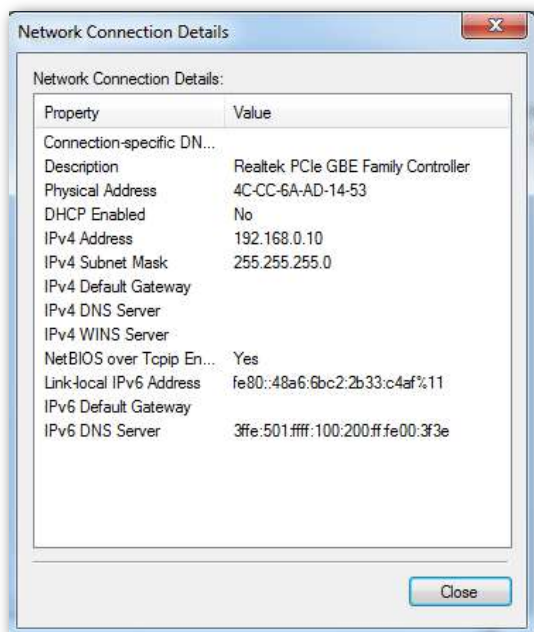 Network Connection Details
Network Connection Details:
Property Value
Connection-specific DN...
Description Realtek PCIe GBE Family Controller
Physical Address 4C-CC-6A-AD-14-53
DHCP Enabled No
IPv4 Address 192.168.0.10
IPv4 Subnet Mask 255.255.255.0
IPv4 Default Gateway
IPv4 DNS Server
IPv4 WINS Server
NetBIOS over Tcpip En... Yes
Link-local IPv6 Address fe80::48a6:6bc2:2b33:c4af%11
IPv6 Default Gateway
IPv6 DNS Server 3ffe:501:ffff:100:200:ff:fe00:3f3e
Close